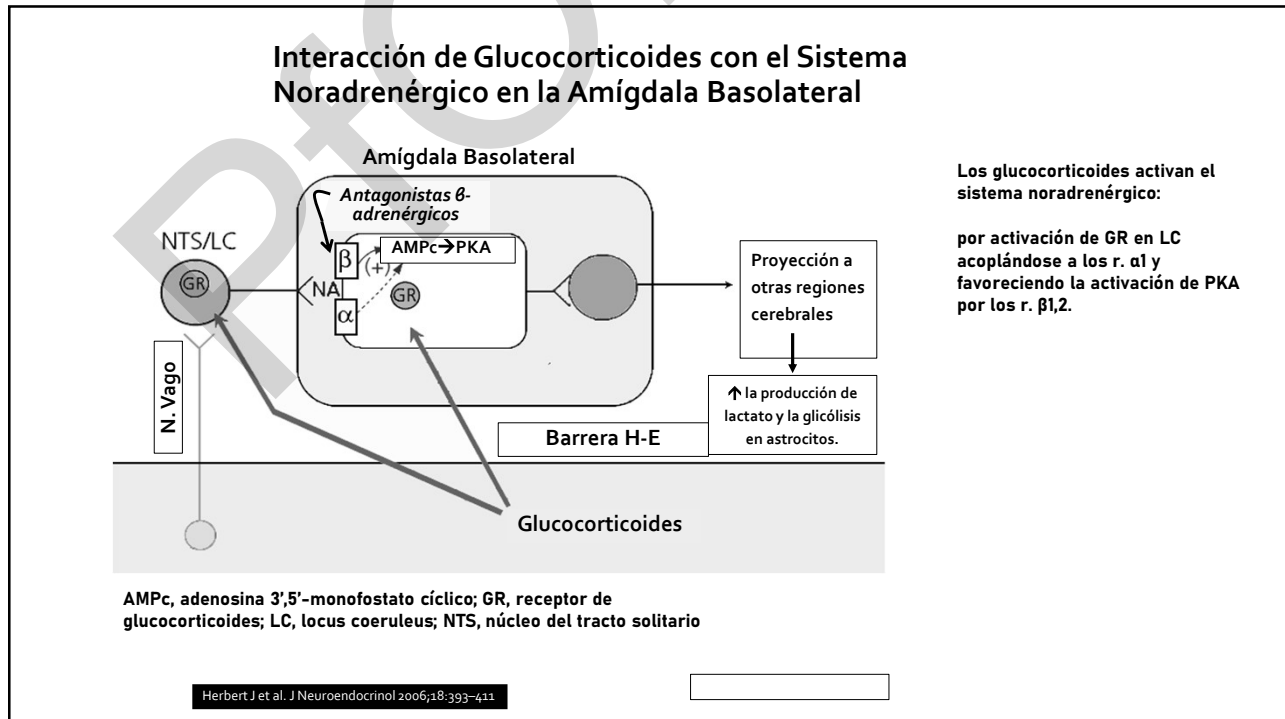 Interacción de Glucocorticoides con el Sistema
Noradrenérgico en la Amígdala Basolateral
Amígdala Basolateral
Antagonistas β-
adrenérgicos
NTS/LC
GR
NA
β
α
(+)
AMPc→PKA
GR
Proyección a
otras regiones
cerebrales
↑ la producción de
lactato y la glicólisis
en astrocitos.
N. Vago
Barrera H-E
Glucocorticoides
Los glucocorticoides activan el
sistema noradrenérgico:
por activación de GR en LC
acoplándose a los r. α1 y
favoreciendo la activación de PKA
por los r. β1,2.
AMPc, adenosina 3’,5’-monofostato cíclico; GR, receptor de
glucocorticoides; LC, locus coeruleus; NTS, núcleo del tracto solitario
Herbert J et al. J Neuroendocrinol 2006;18:393–411